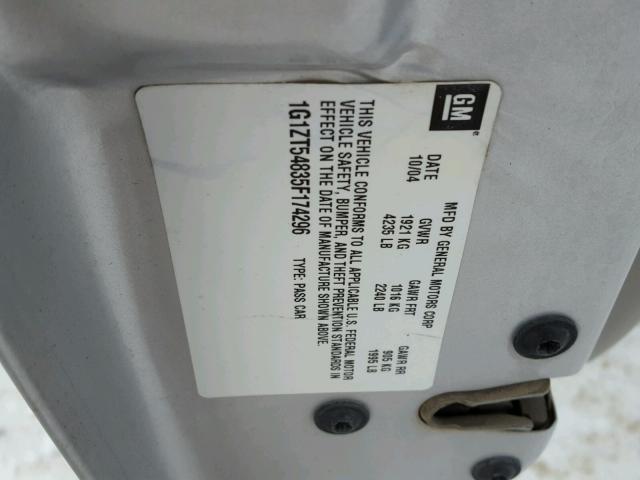 GM
MFD BY GENERAL MOTORS CORP
DATE GVWR GAWR FRT GAWR RR
10/04 1921 KG 1016 KG 905 KG
4235 LB 2240 LB 1995 LB
THIS VEHICLE CONFORMS TO ALL APPLICABLE U.S. FEDERAL MOTOR
VEHICLE SAFETY, BUMPER, AND THEFT PREVENTION STANDARDS IN
EFFECT ON THE DATE OF MANUFACTURE SHOWN ABOVE.
1G1ZT54835F174296 TYPE: PASS CAR